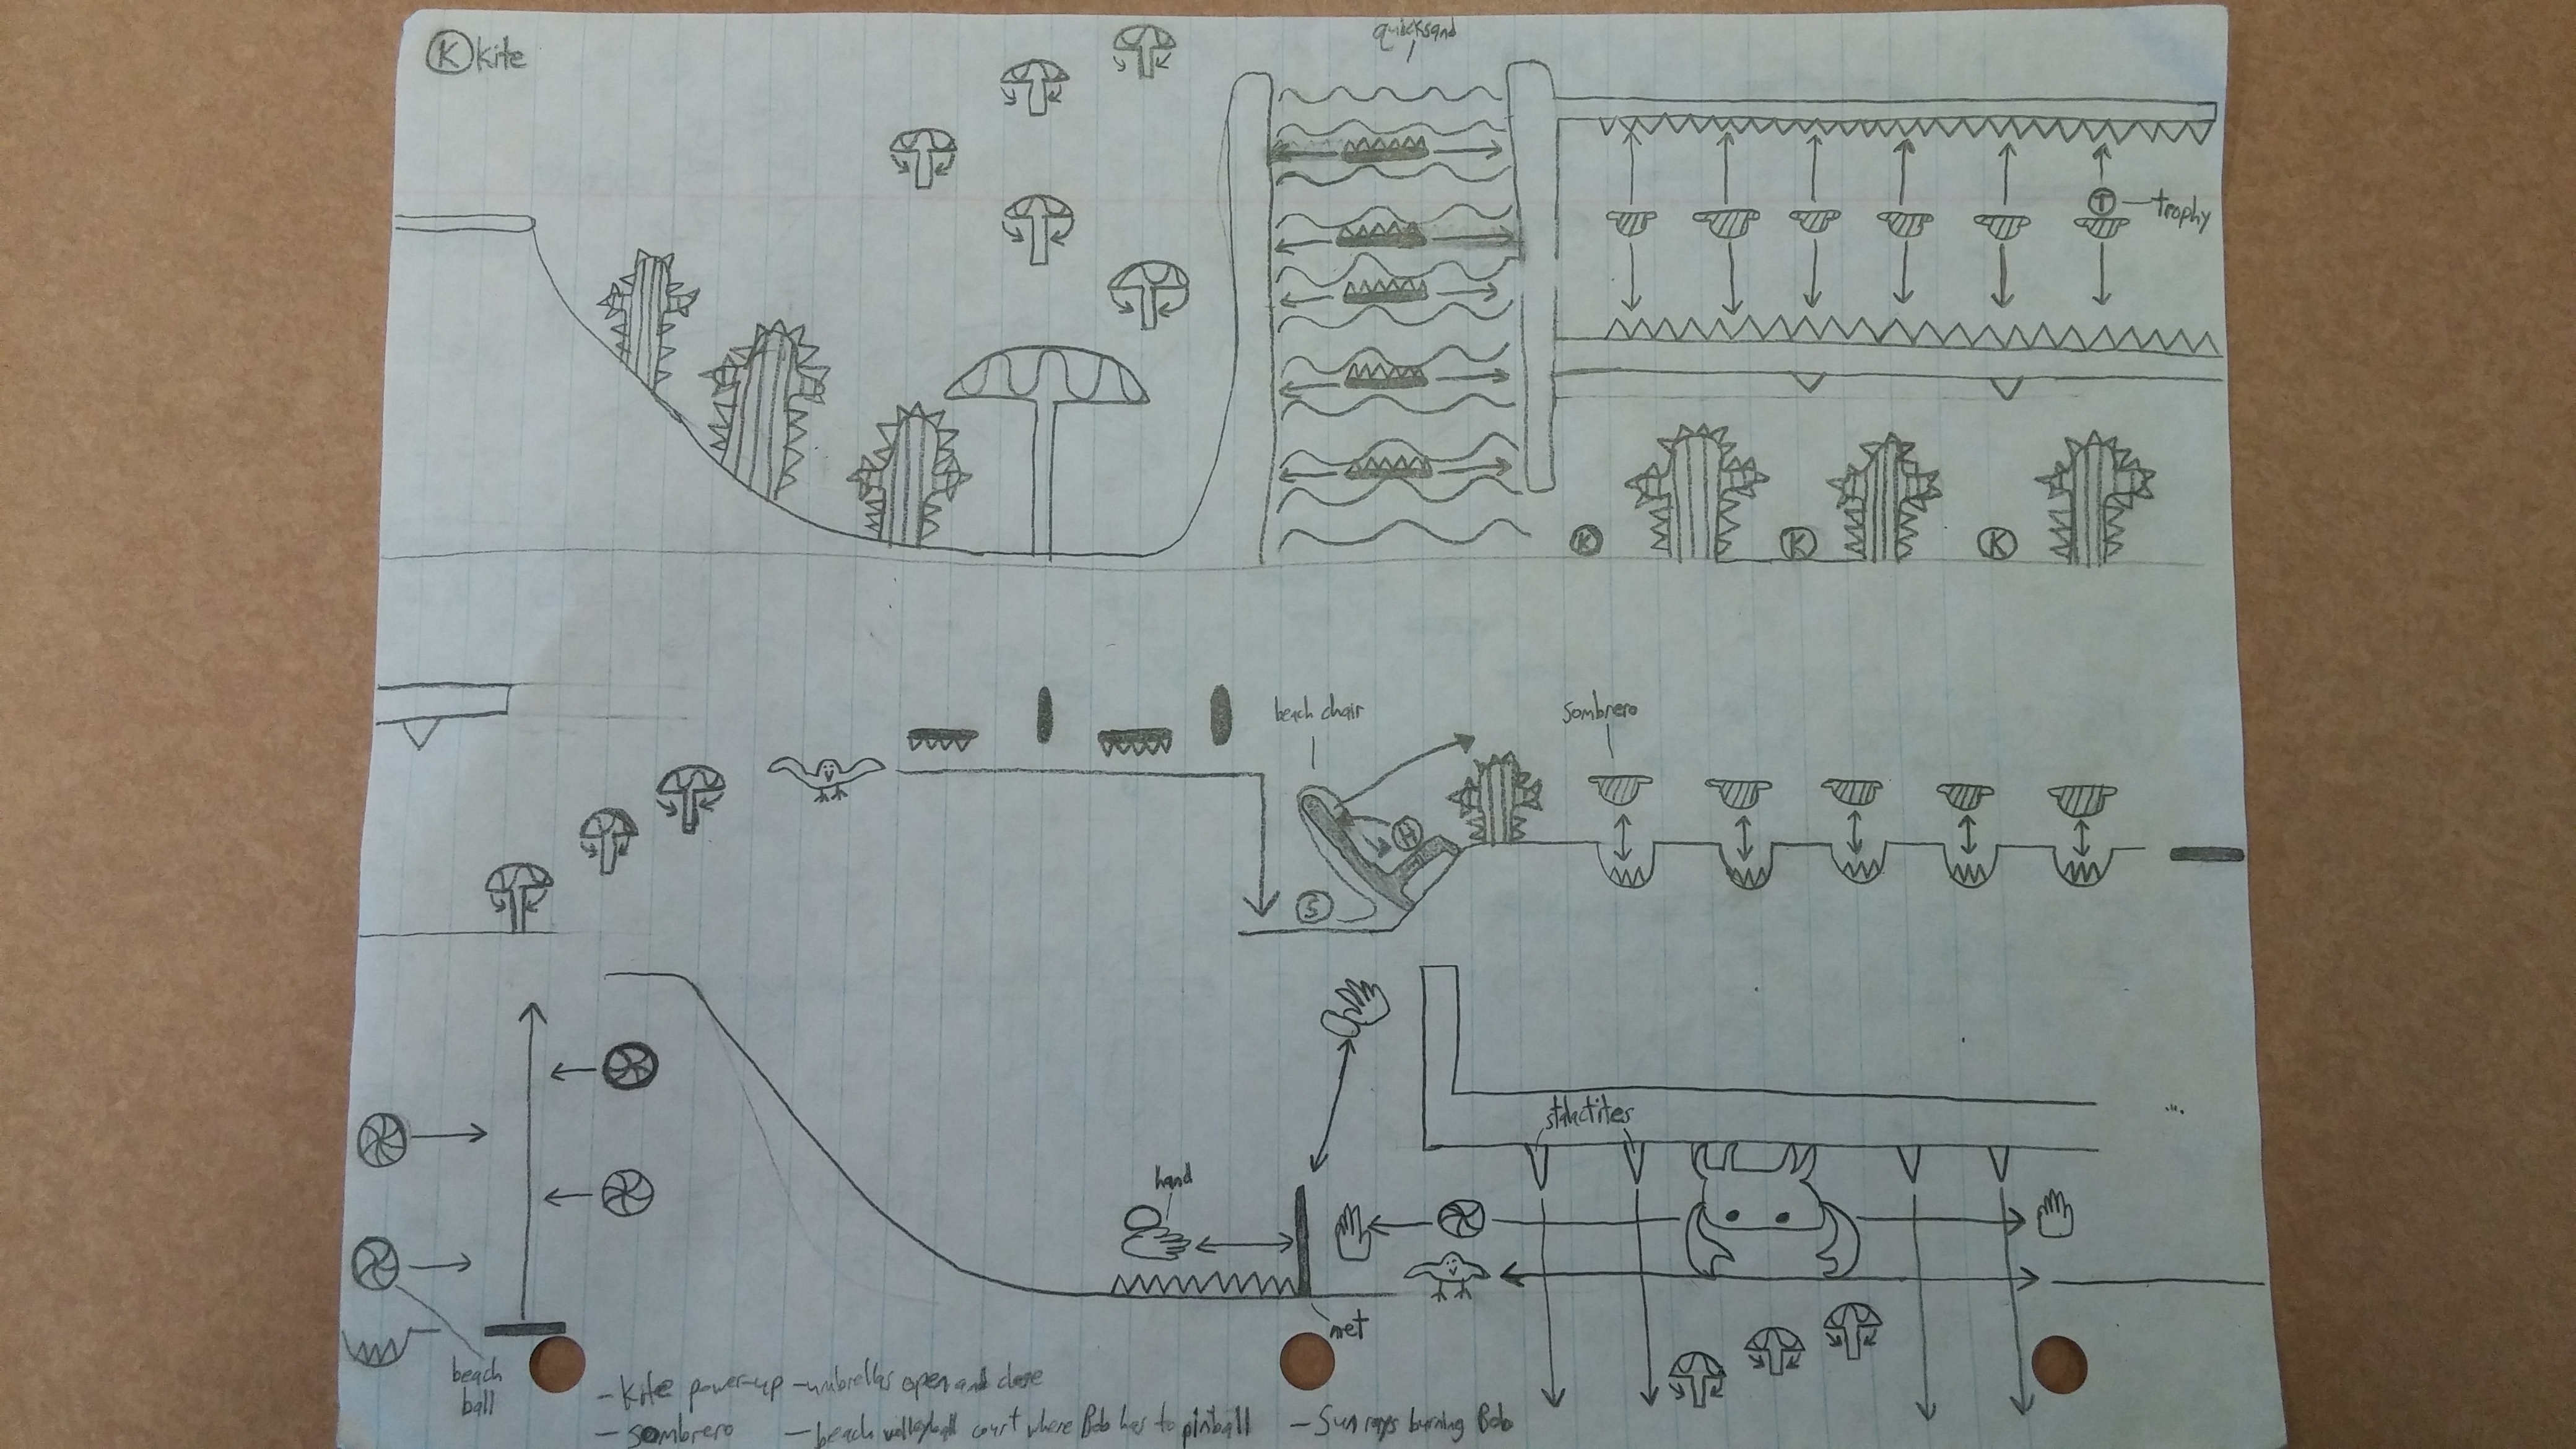 K kite
quicksand
T trophy
K K K
beach chair
sombrero
H
S
stalactites
hand
net
beach
ball
- Kite power-up - umbrellas open and close
- sombrero - beach volleyball court where Bob has to pinball - Sun rays burning Bob